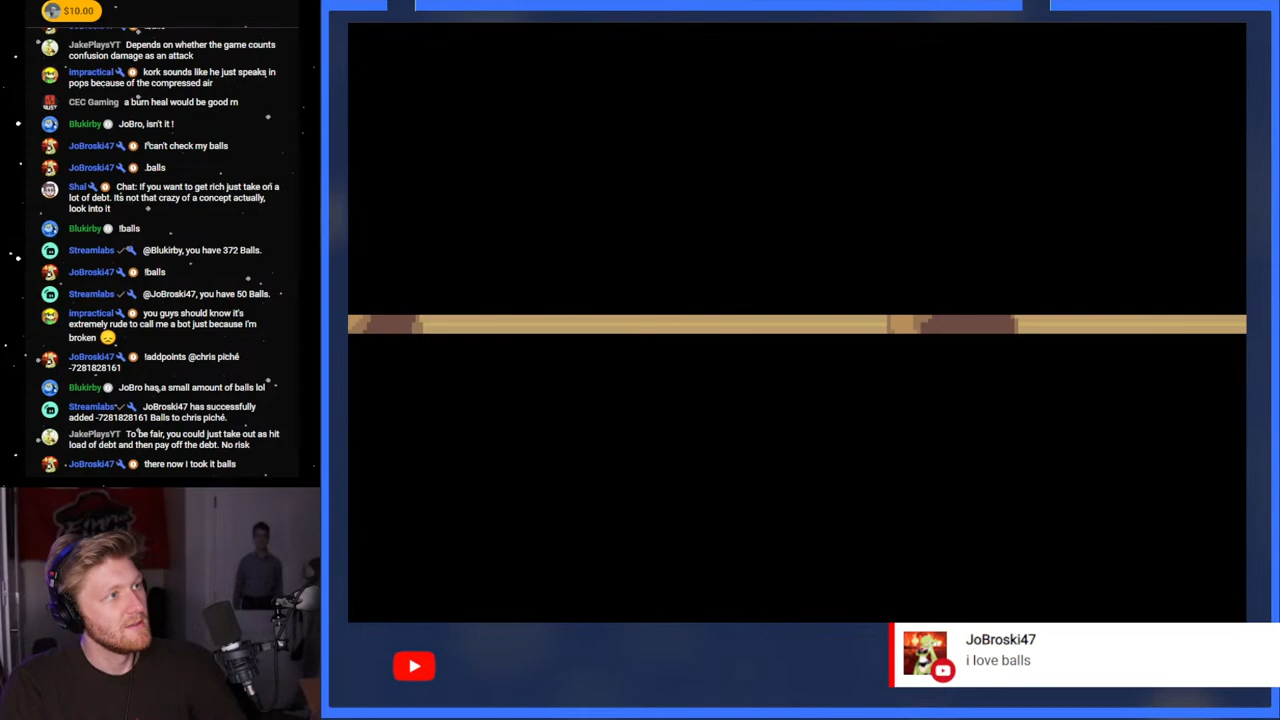 $10.00
JakePlaysYT Depends on whether the game counts
confusion damage as an attack
impractical kork sounds like he just speaks in
pops because of the compressed air
CEC Gaming a burn heal would be good rn
Blukirby JoBro, isn't it !
JoBroski47 I can't check my balls
JoBroski47 .balls
Shal Chat: If you want to get rich just take on a
lot of debt. Its not that crazy of a concept actually,
look into it
Blukirby !balls
Streamlabs @Blukirby, you have 372 Balls.
JoBroski47 !balls
Streamlabs @JoBroski47, you have 50 Balls.
impractical you guys should know it's
extremely rude to call me a bot just because I'm
broken
JoBroski47 !addpoints @chris piché
-7281828161
Blukirby JoBro has a small amount of balls lol
Streamlabs JoBroski47 has successfully
added -7281828161 Balls to chris piché.
JakePlaysYT To be fair, you could just take out as hit
load of debt and then pay off the debt. No risk
JoBroski47 there now I took it balls
JoBroski47
i love balls